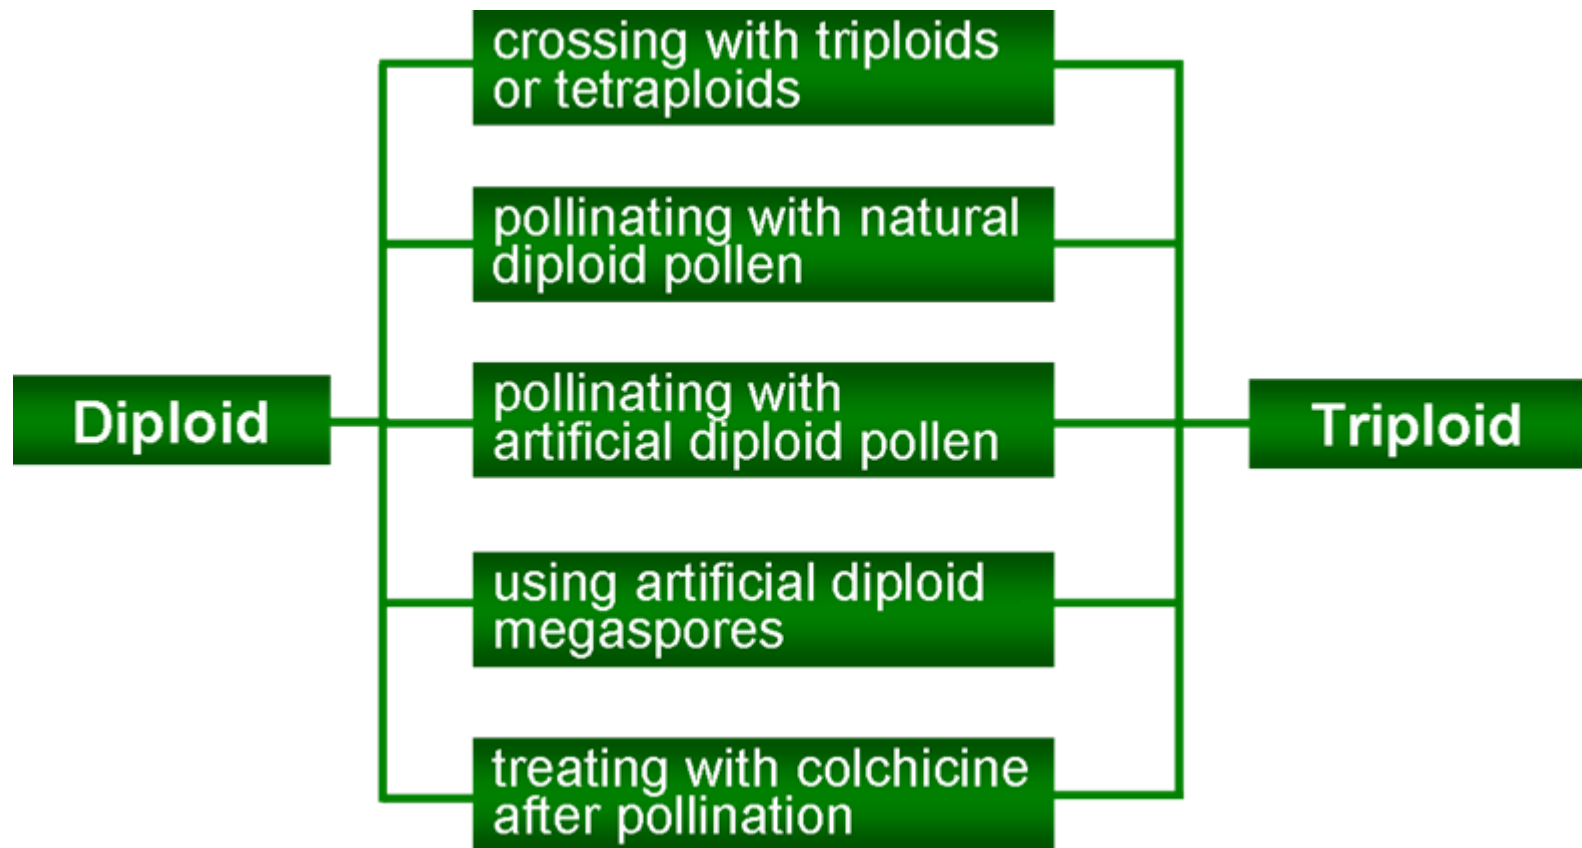 crossing with triploids
or tetraploids
pollinating with natural
diploid pollen
Diploid
pollinating with
artificial diploid pollen
Triploid
using artificial diploid
megaspores
treating with colchicine
after pollination